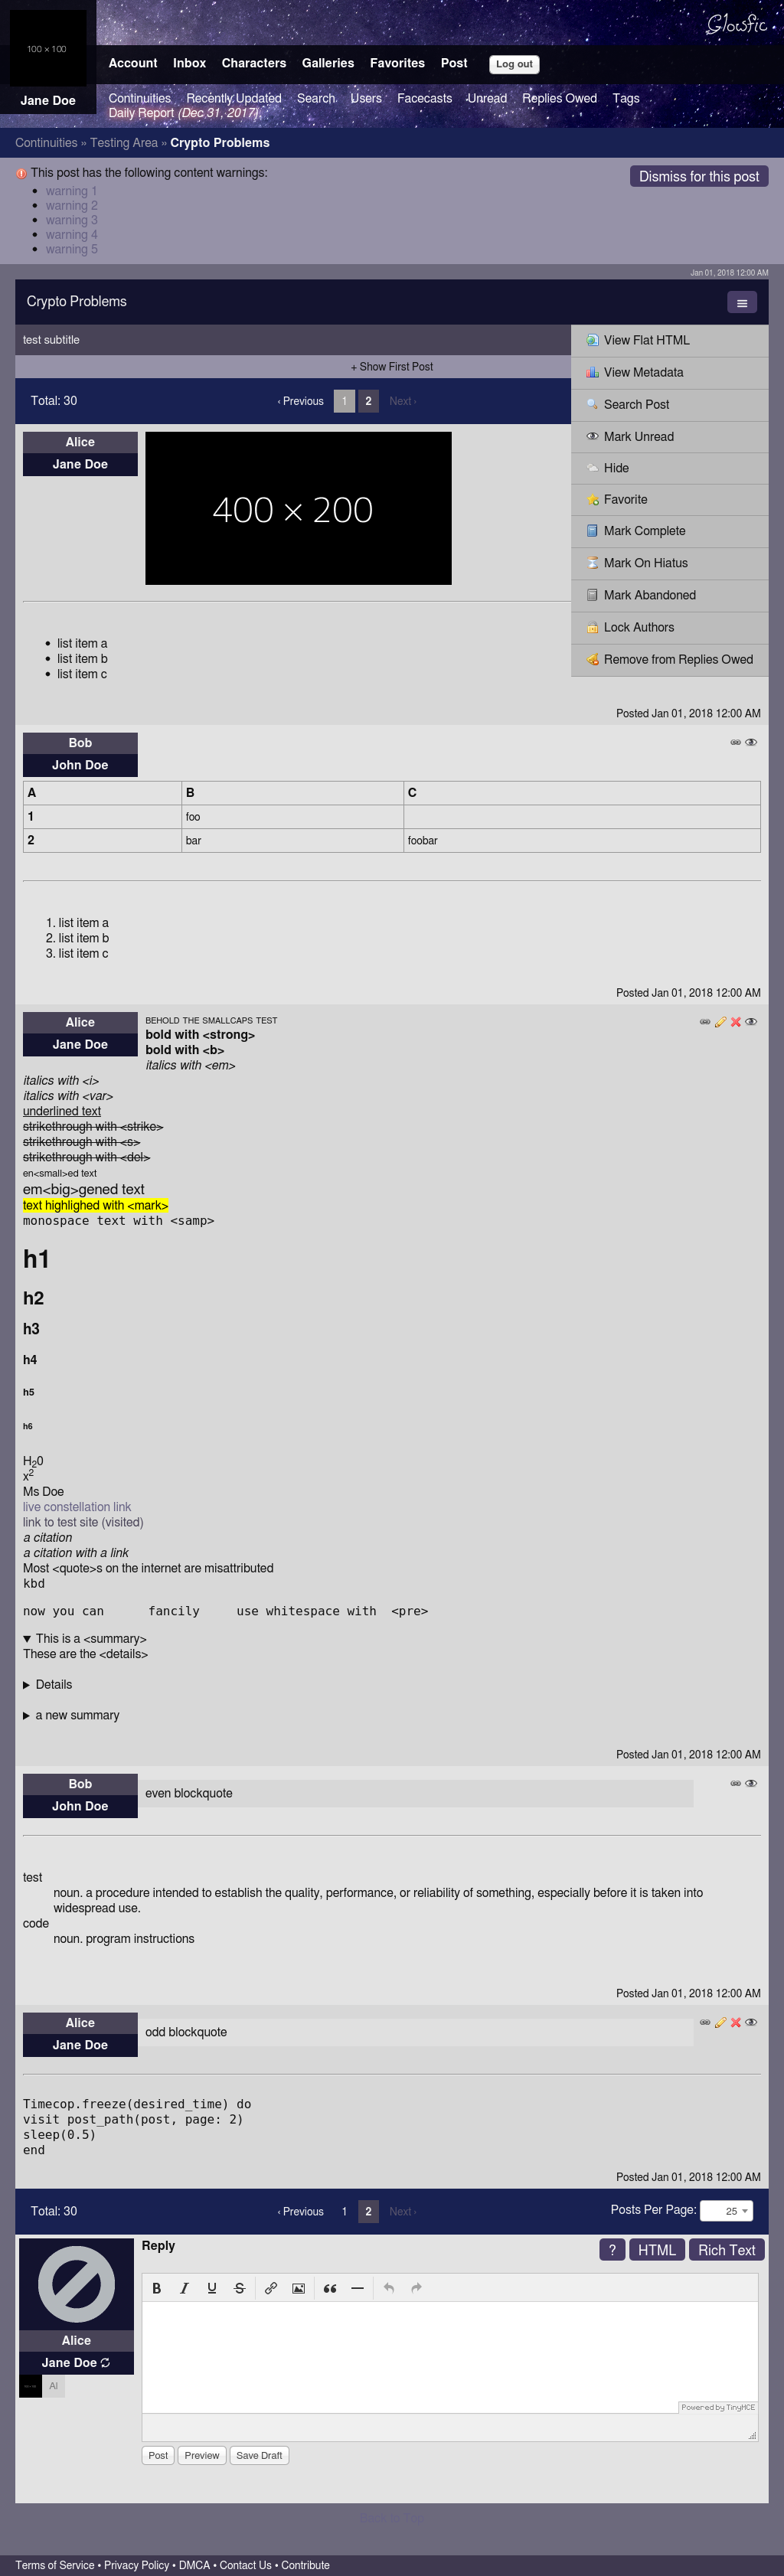 Glowfic
100 × 100
Account Inbox Characters Galleries Favorites Post Log out
Jane Doe
Continuities Recently Updated Search Users Facecasts Unread Replies Owed Tags
Daily Report (Dec 31, 2017)
Continuities » Testing Area » Crypto Problems
This post has the following content warnings:
Dismiss for this post
warning 1
warning 2
warning 3
warning 4
warning 5
Jan 01, 2018 12:00 AM
Crypto Problems
test subtitle
+ Show First Post
Total: 30
‹ Previous 1 2 Next ›
View Flat HTML
View Metadata
Search Post
Mark Unread
Hide
Favorite
Mark Complete
Mark On Hiatus
Mark Abandoned
Lock Authors
Remove from Replies Owed
Alice
Jane Doe
400 × 200
• list item a
• list item b
• list item c
Posted Jan 01, 2018 12:00 AM
Bob
John Doe
A B C
1 foo
2 bar foobar
1. list item a
2. list item b
3. list item c
Posted Jan 01, 2018 12:00 AM
Alice
Jane Doe
BEHOLD THE SMALLCAPS TEST
bold with <strong>
bold with <b>
italics with <em>
italics with <i>
italics with <var>
underlined text
strikethrough with <strike>
strikethrough with <s>
strikethrough with <del>
en<small>ed text
em<big>gened text
text highlighed with <mark>
monospace text with <samp>
h1
h2
h3
h4
h5
h6
H20
x2
Ms Doe
live constellation link
link to test site (visited)
a citation
a citation with a link
Most <quote>s on the internet are misattributed
kbd
now you can      fancily     use whitespace with  <pre>
▼ This is a <summary>
These are the <details>
▶ Details
▶ a new summary
Posted Jan 01, 2018 12:00 AM
Bob
John Doe
even blockquote
test
noun. a procedure intended to establish the quality, performance, or reliability of something, especially before it is taken into
widespread use.
code
noun. program instructions
Posted Jan 01, 2018 12:00 AM
Alice
Jane Doe
odd blockquote
Timecop.freeze(desired_time) do
visit post_path(post, page: 2)
sleep(0.5)
end
Posted Jan 01, 2018 12:00 AM
Total: 30
‹ Previous 1 2 Next ›
Posts Per Page: 25
Reply
? HTML Rich Text
B I U S
Alice
Jane Doe
Al
Powered by TinyMCE
Post Preview Save Draft
Terms of Service • Privacy Policy • DMCA • Contact Us • Contribute